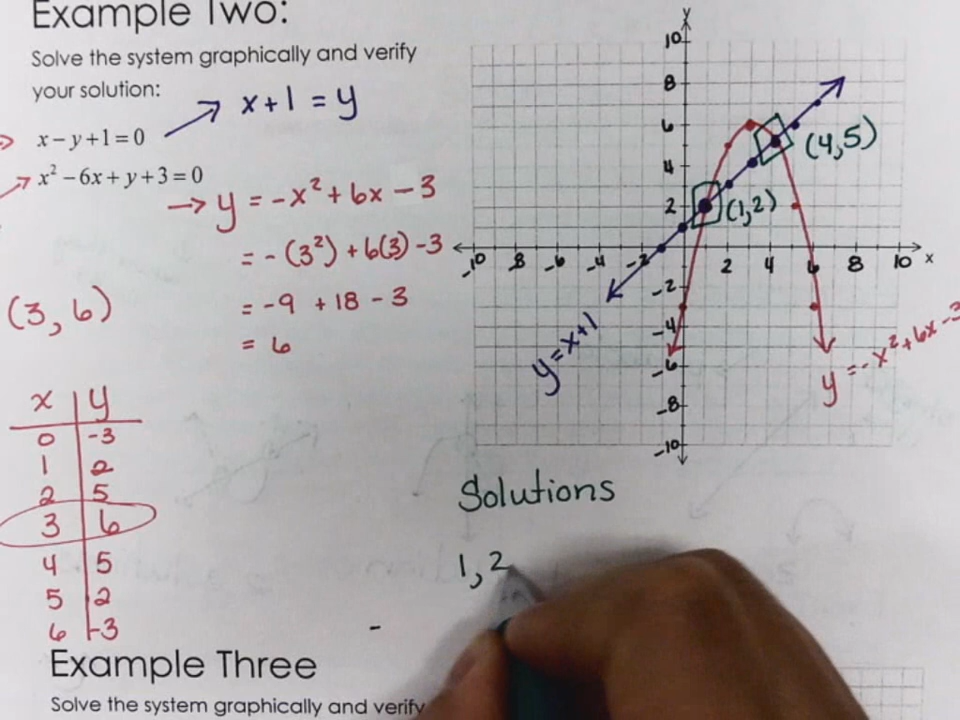 Example Two:
Solve the system graphically and verify
your solution:
x − y + 1 = 0
x² − 6x + y + 3 = 0
x + 1 = y
→ y = -x² + 6x - 3
= - (3²) + 6(3) - 3
= -9 + 18 - 3
= 6
(3, 6)
x y
0 -3
1 2
2 5
3 6
4 5
5 2
6 -3
y
10
8
6
4
2
-10 -8 -6 -4 -2 2 4 6 8 10 x
-2
-4
-6
-8
-10
(4,5)
(1,2)
y = x+1
y = -x² + 6x - 3
Solutions
1, 2
Example Three
Solve the system graphically and verify